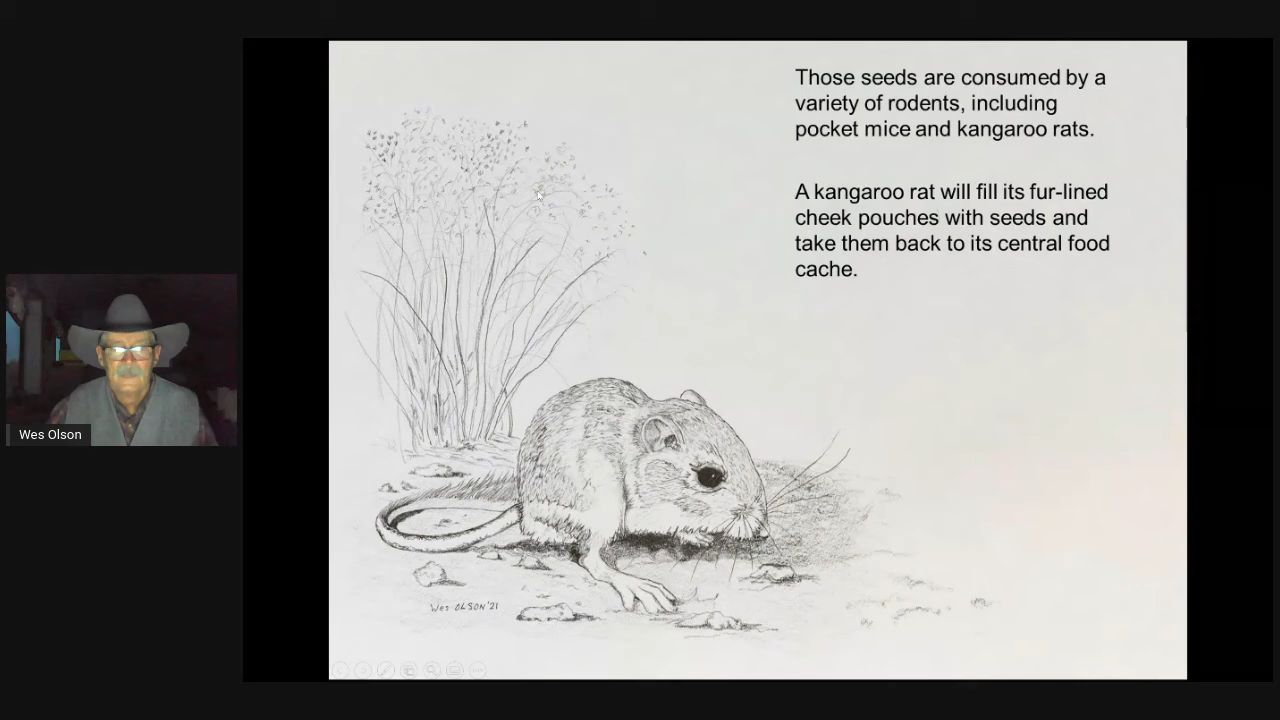 Those seeds are consumed by a
variety of rodents, including
pocket mice and kangaroo rats.
A kangaroo rat will fill its fur-lined
cheek pouches with seeds and
take them back to its central food
cache.
Wes Olson
Wes OLSON '21